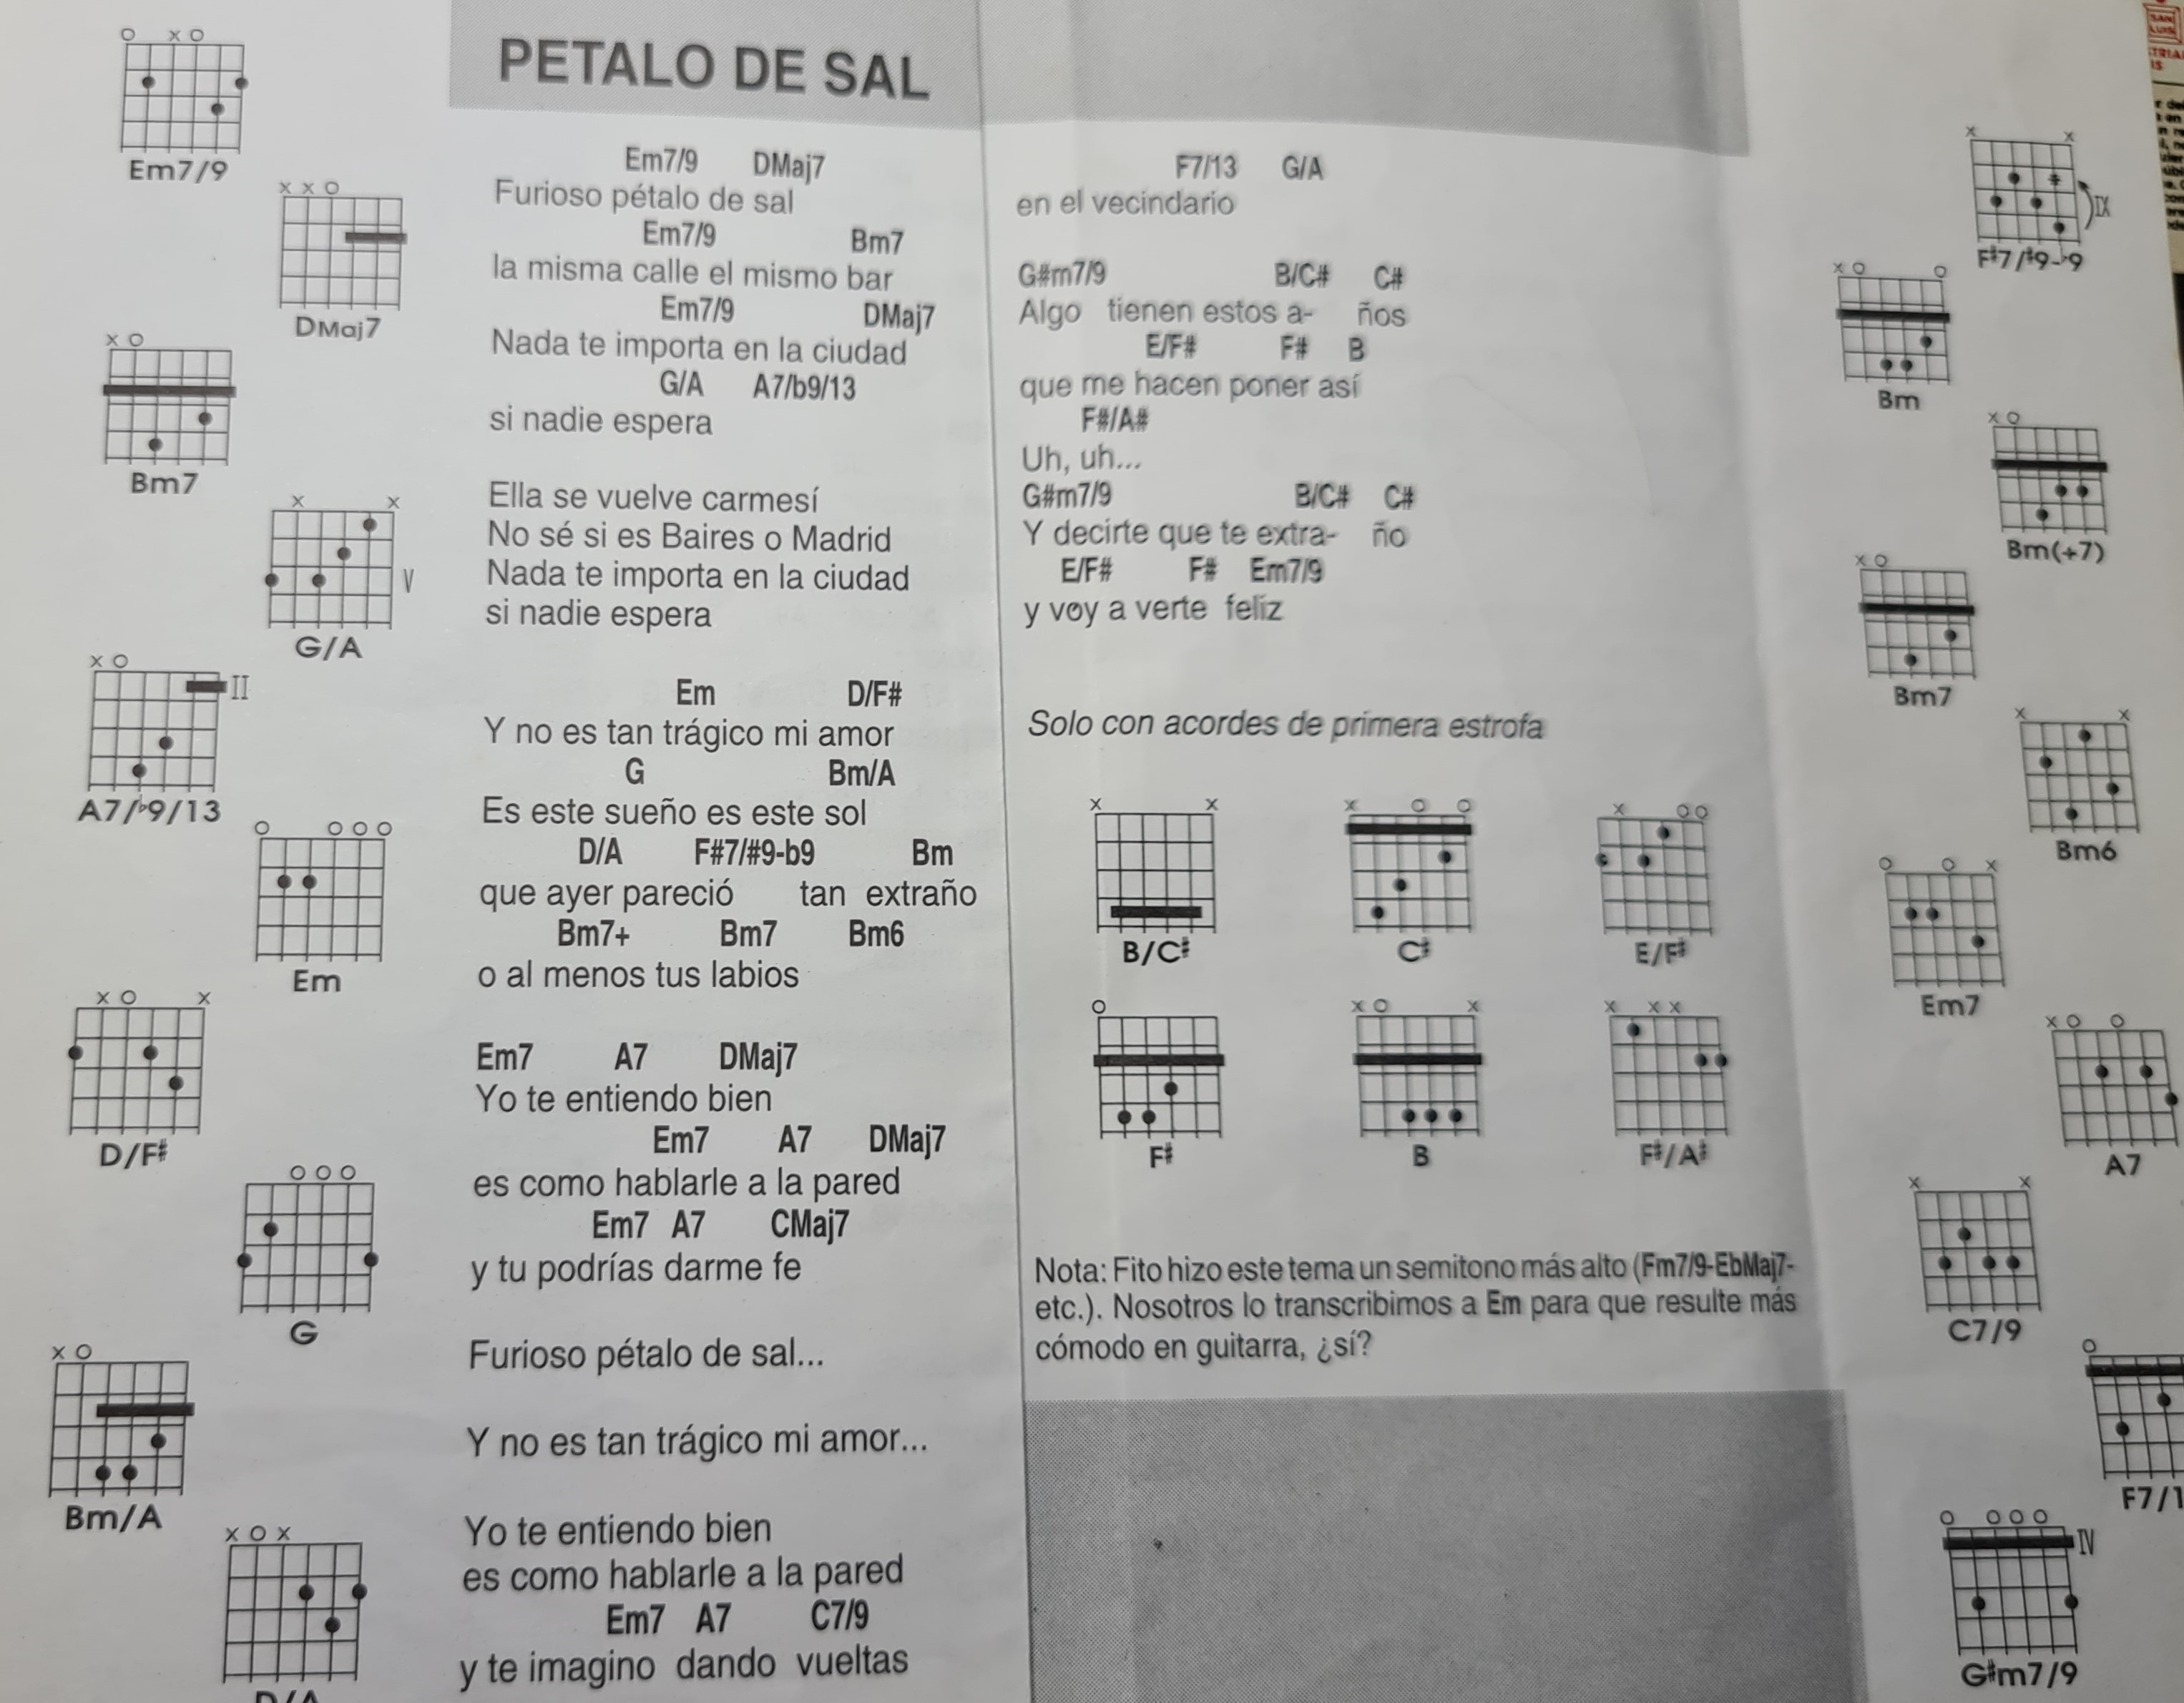 PETALO DE SAL
Em7/9 DMaj7
Furioso pétalo de sal
Em7/9 Bm7
la misma calle el mismo bar
Em7/9 DMaj7
Nada te importa en la ciudad
G/A A7/b9/13
si nadie espera
Ella se vuelve carmesí
No sé si es Baires o Madrid
Nada te importa en la ciudad
si nadie espera
Em D/F#
Y no es tan trágico mi amor
G Bm/A
Es este sueño es este sol
D/A F#7/#9-b9 Bm
que ayer pareció tan extraño
Bm7+ Bm7 Bm6
o al menos tus labios
Em7 A7 DMaj7
Yo te entiendo bien
Em7 A7 DMaj7
es como hablarle a la pared
Em7 A7 CMaj7
y tu podrías darme fe
Furioso pétalo de sal...
Y no es tan trágico mi amor...
Yo te entiendo bien
es como hablarle a la pared
Em7 A7 C7/9
y te imagino dando vueltas
F7/13 G/A
en el vecindario
G#m7/9 B/C# C#
Algo tienen estos a- ños
E/F# F# B
que me hacen poner así
F#/A#
Uh, uh...
G#m7/9 B/C# C#
Y decirte que te extra- ño
E/F# F# Em7/9
y voy a verte feliz
Solo con acordes de primera estrofa
B/C♯ C♯ E/F♯
F♯ B F♯/A♯
Nota: Fito hizo este tema un semitono más alto (Fm7/9-EbMaj7-
etc.). Nosotros lo transcribimos a Em para que resulte más
cómodo en guitarra, ¿sí?
Em7/9
DMaj7
Bm7
G/A
V
A7/♭9/13
II
Em
D/F♯
G
Bm/A
D/A
F♯7/♯9-♭9
IX
Bm
Bm(+7)
Bm7
Bm6
Em7
A7
C7/9
F7/1
G♯m7/9
IV
SAN
LUIS